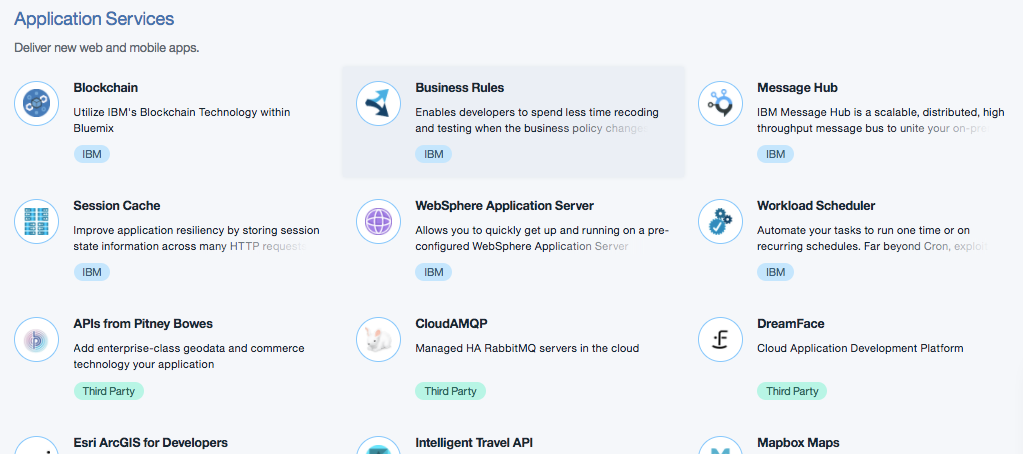 Application Services
Deliver new web and mobile apps.
Blockchain
Utilize IBM's Blockchain Technology within
Bluemix
IBM
Business Rules
Enables developers to spend less time recoding
and testing when the business policy changes
IBM
Message Hub
IBM Message Hub is a scalable, distributed, high
throughput message bus to unite your on-pre
IBM
Session Cache
Improve application resiliency by storing session
state information across many HTTP request
IBM
WebSphere Application Server
Allows you to quickly get up and running on a pre-
configured WebSphere Application Server
IBM
Workload Scheduler
Automate your tasks to run one time or on
recurring schedules. Far beyond Cron, exploit
IBM
APIs from Pitney Bowes
Add enterprise-class geodata and commerce
technology your application
Third Party
CloudAMQP
Managed HA RabbitMQ servers in the cloud
Third Party
DreamFace
Cloud Application Development Platform
Third Party
Esri ArcGIS for Developers
Intelligent Travel API
Mapbox Maps